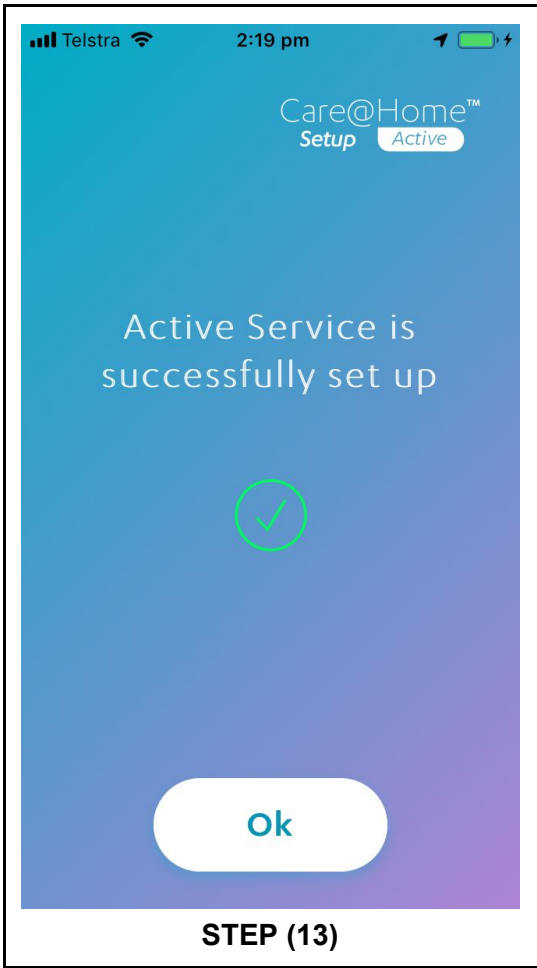 Telstra 2:19 pm
Care@Home™
Setup Active
Active Service is
successfully set up
Ok
STEP (13)